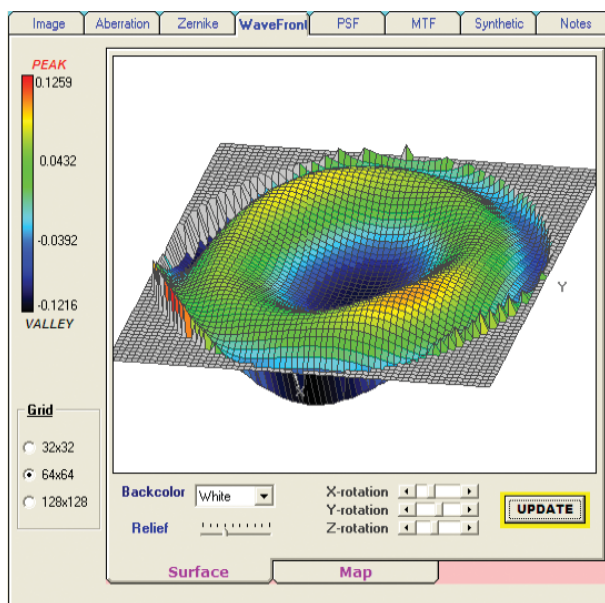 Image Aberration Zernike WaveFront PSF MTF Synthetic Notes
PEAK
0.1259
0.0432
-0.0392
-0.1216
VALLEY
Y
X
Grid
32x32
64x64
128x128
Backcolor White
Relief
X-rotation
Y-rotation
Z-rotation
UPDATE
Surface Map